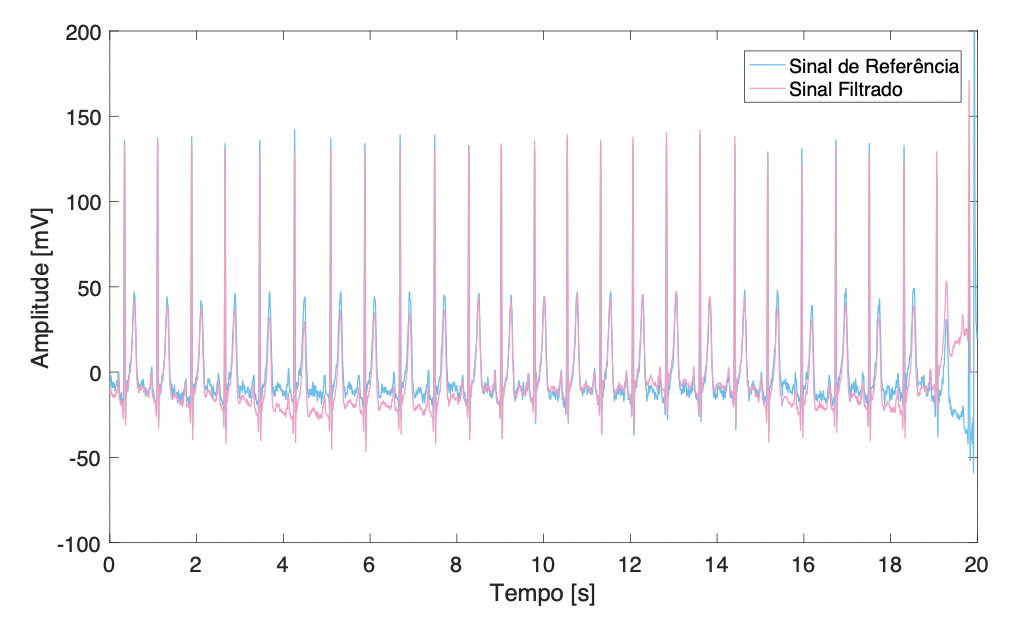 200
150
100
50
0
-50
-100
Amplitude [mV]
Sinal de Referência
Sinal Filtrado
0 2 4 6 8 10 12 14 16 18 20
Tempo [s]